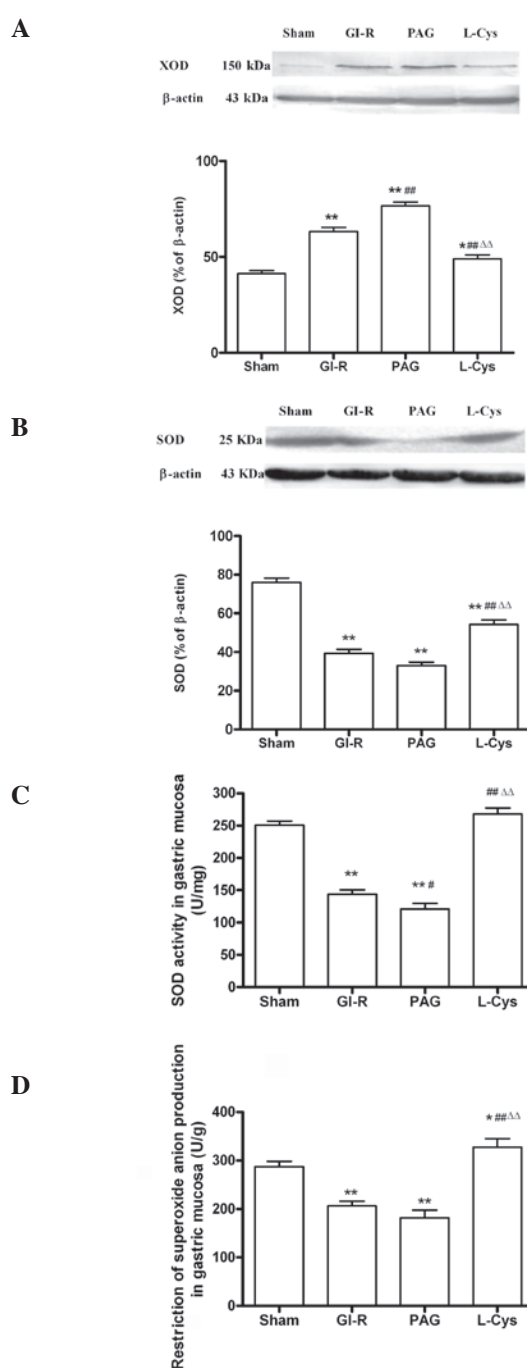 A
Sham GI-R PAG L-Cys
XOD 150 kDa
β-actin 43 kDa
XOD (% of β-actin)
100
50
0
**
** ##
* ## ΔΔ
Sham GI-R PAG L-Cys
B
Sham GI-R PAG L-Cys
SOD 25 KDa
β-actin 43 KDa
SOD (% of β-actin)
100
80
60
40
20
0
**
**
** ## ΔΔ
Sham GI-R PAG L-Cys
C
SOD activity in gastric mucosa
(U/mg)
300
250
200
150
100
50
0
**
** #
## ΔΔ
Sham GI-R PAG L-Cys
D
Restriction of superoxide anion production
in gastric mucosa (U/g)
400
300
200
100
0
**
**
* ## ΔΔ
Sham GI-R PAG L-Cys